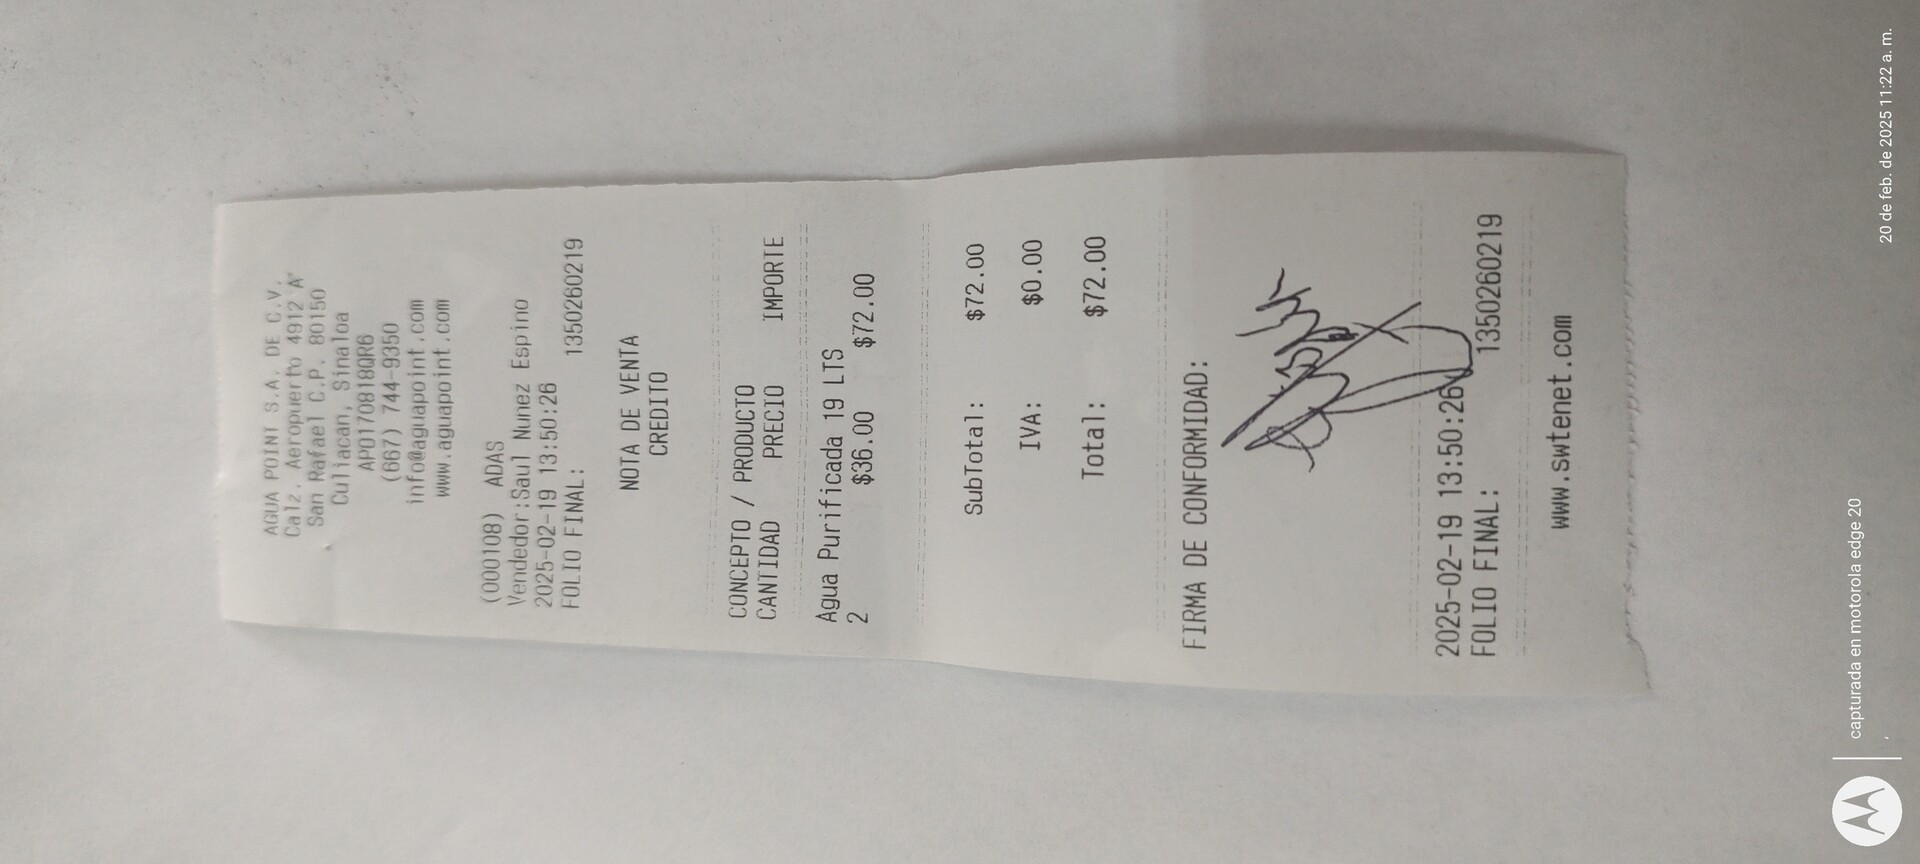 AGUA POINT S.A. DE C.V.
Calz. Aeropuerto 4912 A
San Rafael C.P. 80150
Culiacan, Sinaloa
APO170818QR6
(667) 744-9350
info@aguapoint.com
www.aguapoint.com
(000108) ADAS
Vendedor:Saul Nunez Espino
2025-02-19 13:50:26
FOLIO FINAL: 1350260219
NOTA DE VENTA
CREDITO
CONCEPTO / PRODUCTO
CANTIDAD PRECIO IMPORTE
Agua Purificada 19 LTS
2 $36.00 $72.00
SubTotal: $72.00
IVA: $0.00
Total: $72.00
FIRMA DE CONFORMIDAD:
2025-02-19 13:50:26
FOLIO FINAL: 1350260219
www.swtenet.com
capturada en motorola edge 20
20 de feb. de 2025 11:22 a. m.